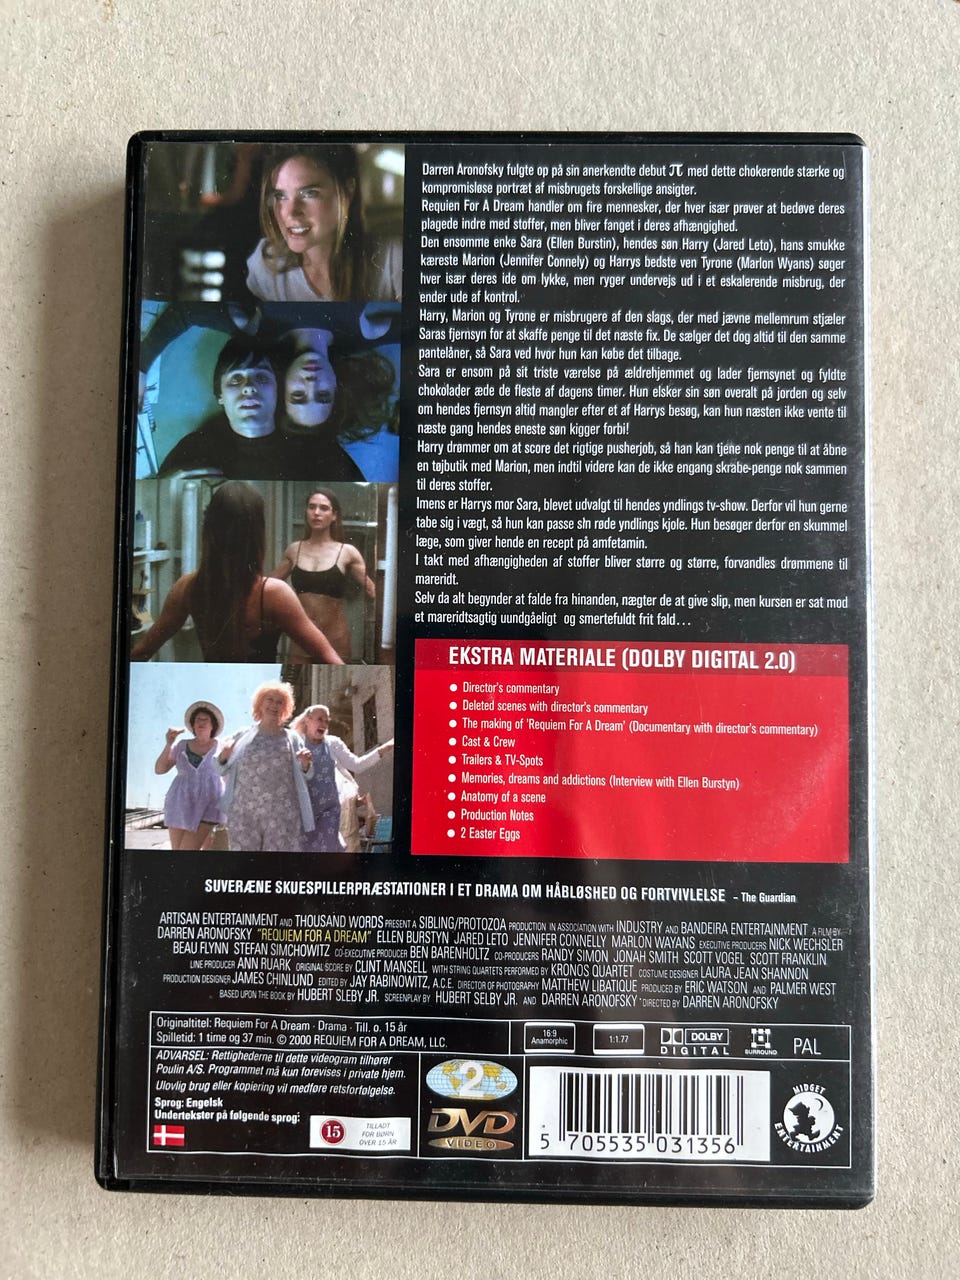 Darren Aronofsky fulgte op på sin anerkendte debut π med dette chokerende stærke og
kompromisløse portræt af misbrugets forskellige ansigter.
Requien For A Dream handler om fire mennesker, der hver især prøver at bedøve deres
plagede indre med stoffer, men bliver fanget i deres afhængighed.
Den ensomme enke Sara (Ellen Burstin), hendes søn Harry (Jared Leto), hans smukke
kæreste Marion (Jennifer Connely) og Harrys bedste ven Tyrone (Marlon Wyans) søger
hver især deres ide om lykke, men ryger undervejs ud i et eskalerende misbrug, der
ender ude af kontrol.
Harry, Marion og Tyrone er misbrugere af den slags, der med jævne mellemrum stjæler
Saras fjernsyn for at skaffe penge til det næste fix. De sælger det dog altid til den samme
pantelåner, så Sara ved hvor hun kan købe det tilbage.
Sara er ensom på sit triste værelse på ældrehjemmet og lader fjernsynet og fyldte
chokolader æde de fleste af dagens timer. Hun elsker sin søn overalt på jorden og selv
om hendes fjernsyn altid mangler efter et af Harrys besøg, kan hun næsten ikke vente til
næste gang hendes eneste søn kigger forbi!
Harry drømmer om at score det rigtige pusherjob, så han kan tjene nok penge til at åbne
en tøjbutik med Marion, men indtil videre kan de ikke engang skrabe-penge nok sammen
til deres stoffer.
Imens er Harrys mor Sara, blevet udvalgt til hendes yndlings tv-show. Derfor vil hun gerne
tabe sig i vægt, så hun kan passe sin røde yndlings kjole. Hun besøger derfor en skummel
læge, som giver hende en recept på amfetamin.
I takt med afhængigheden af stoffer bliver større og større, forvandles drømmene til
mareridt.
Selv da alt begynder at falde fra hinanden, nægter de at give slip, men kursen er sat mod
et mareridtsagtig uundgåeligt og smertefuldt frit fald...
EKSTRA MATERIALE (DOLBY DIGITAL 2.0)
● Director's commentary
● Deleted scenes with director's commentary
● The making of 'Requiem For A Dream' (Documentary with director's commentary)
● Cast & Crew
● Trailers & TV-Spots
● Memories, dreams and addictions (Interview with Ellen Burstyn)
● Anatomy of a scene
● Production Notes
● 2 Easter Eggs
SUVERÆNE SKUESPILLERPRÆSTATIONER I ET DRAMA OM HÅBLØSHED OG FORTVIVLELSE - The Guardian
ARTISAN ENTERTAINMENT AND THOUSAND WORDS PRESENT A SIBLING/PROTOZOA PRODUCTION IN ASSOCIATION WITH INDUSTRY AND BANDEIRA ENTERTAINMENT A FILM BY
DARREN ARONOFSKY "REQUIEM FOR A DREAM" ELLEN BURSTYN JARED LETO JENNIFER CONNELLY MARLON WAYANS EXECUTIVE PRODUCERS NICK WECHSLER
BEAU FLYNN STEFAN SIMCHOWITZ CO-EXECUTIVE PRODUCER BEN BARENHOLTZ CO-PRODUCERS RANDY SIMON JONAH SMITH SCOTT VOGEL SCOTT FRANKLIN
LINE PRODUCER ANN RUARK ORIGINAL SCORE BY CLINT MANSELL WITH STRING QUARTETS PERFORMED BY KRONOS QUARTET COSTUME DESIGNER LAURA JEAN SHANNON
PRODUCTION DESIGNER JAMES CHINLUND EDITED BY JAY RABINOWITZ, A.C.E. DIRECTOR OF PHOTOGRAPHY MATTHEW LIBATIQUE PRODUCED BY ERIC WATSON AND PALMER WEST
BASED UPON THE BOOK BY HUBERT SLEBY JR. SCREENPLAY BY HUBERT SELBY JR. AND DARREN ARONOFSKY DIRECTED BY DARREN ARONOFSKY
Originaltitel: Requiem For A Dream · Drama · Till. o. 15 år
Spilletid: 1 time og 37 min. © 2000 REQUIEM FOR A DREAM, LLC.
16:9
Anamorphic
1:1.77
DOLBY
DIGITAL
SURROUND
PAL
ADVARSEL: Rettighederne til dette videogram tilhører
Poulin A/S. Programmet må kun forevises i private hjem.
Ulovlig brug eller kopiering vil medføre retsforfølgelse.
Sprog: Engelsk
Undertekster på følgende sprog:
15
TILLADT
FOR BØRN
OVER 15 ÅR
2
DVD
VIDEO
5 705535 031356
MIDGET
ENTERTAINMENT